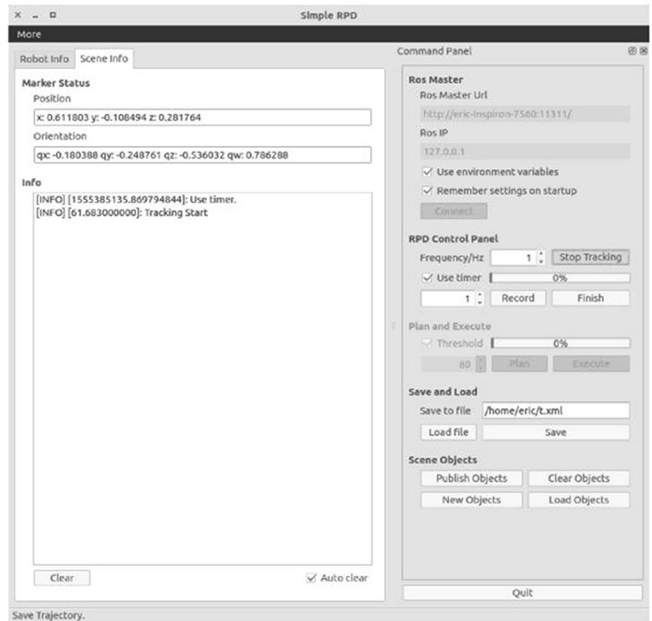 Simple RPD
More
Robot Info Scene Info
Marker Status
Position
x: 0.611803 y: -0.108494 z: 0.281764
Orientation
qx: -0.180388 qy: -0.248761 qz: -0.536032 qw: 0.786288
Info
[INFO] [1555385135.869794844]: Use timer.
[INFO] [61.683000000]: Tracking Start
Clear Auto clear
Command Panel
Ros Master
Ros Master Url
http://eric-Inspiron-7560:11311/
Ros IP
127.0.0.1
Use environment variables
Remember settings on startup
Connect
RPD Control Panel
Frequency/Hz 1 Stop Tracking
Use timer 0%
1 Record Finish
Plan and Execute
Threshold 0%
80 Plan Execute
Save and Load
Save to file /home/eric/t.xml
Load file Save
Scene Objects
Publish Objects Clear Objects
New Objects Load Objects
Quit
Save Trajectory.